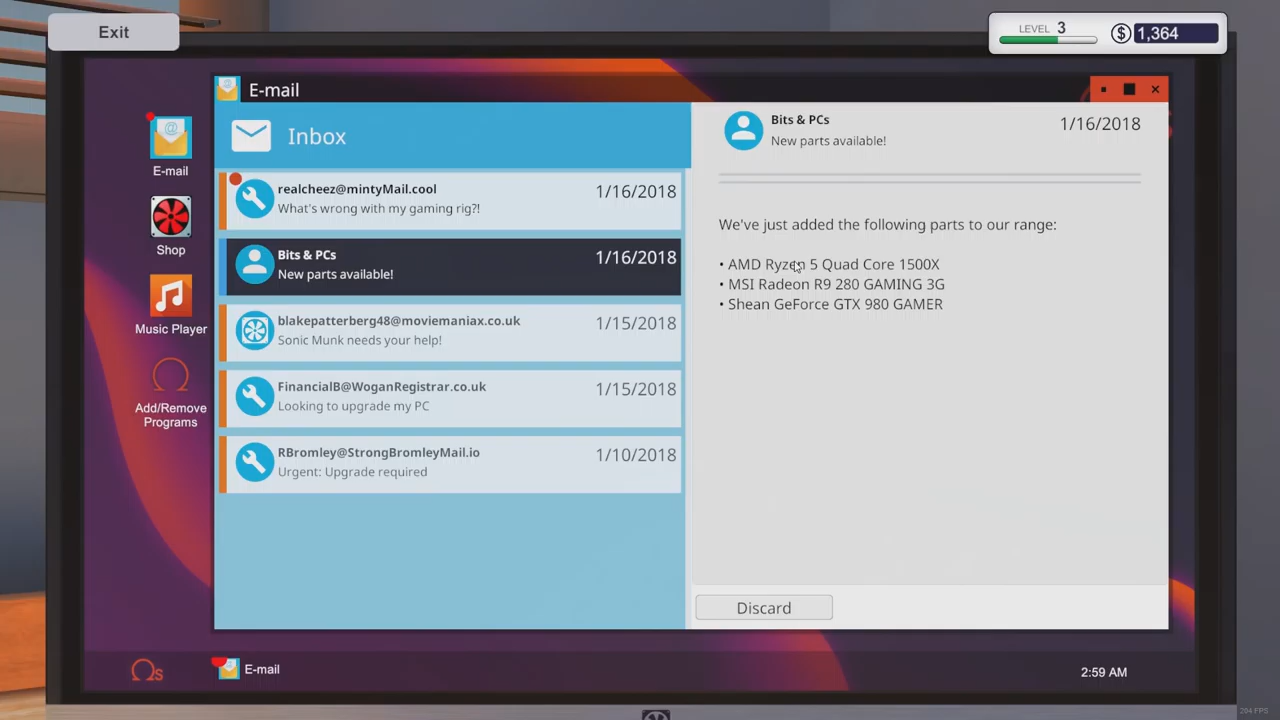 Exit
LEVEL 3
$ 1,364
E-mail
Shop
Music Player
Add/Remove
Programs
E-mail
Inbox
realcheez@mintyMail.cool
1/16/2018
What's wrong with my gaming rig?!
Bits & PCs
1/16/2018
New parts available!
blakepatterberg48@moviemaniax.co.uk
1/15/2018
Sonic Munk needs your help!
FinancialB@WoganRegistrar.co.uk
1/15/2018
Looking to upgrade my PC
RBromley@StrongBromleyMail.io
1/10/2018
Urgent: Upgrade required
Bits & PCs
1/16/2018
New parts available!
We've just added the following parts to our range:
• AMD Ryzen 5 Quad Core 1500X
• MSI Radeon R9 280 GAMING 3G
• Shean GeForce GTX 980 GAMER
Discard
Ωs
E-mail
2:59 AM
204 FPS